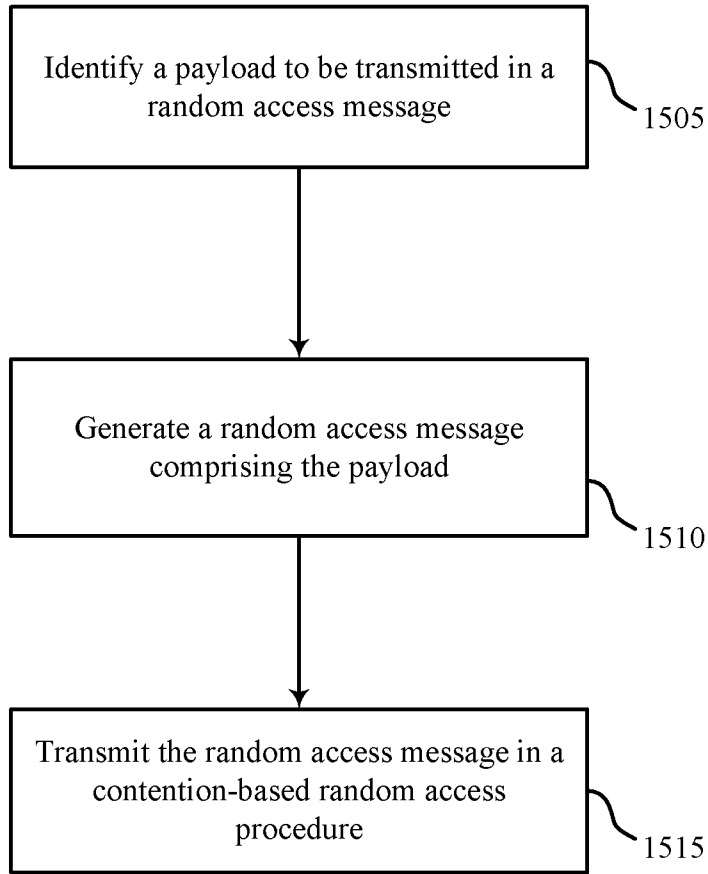 Identify a payload to be transmitted in a
random access message
1505
Generate a random access message
comprising the payload
1510
Transmit the random access message in a
contention-based random access
procedure
1515